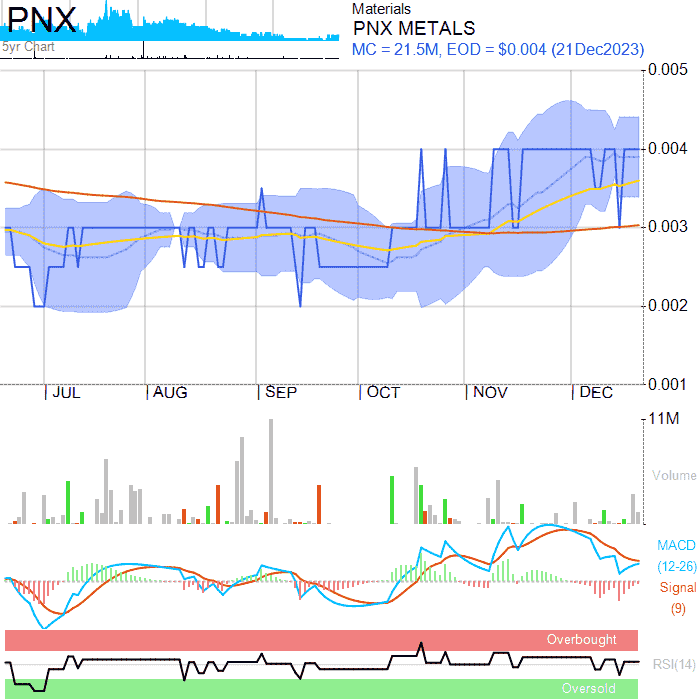 PNX
5yr Chart
Materials
PNX METALS
MC = 21.5M, EOD = $0.004 (21Dec2023)
0.005
0.004
0.003
0.002
0.001
JUL AUG SEP OCT NOV DEC
11M
Volume
MACD
(12-26)
Signal
(9)
Overbought
RSI(14)
Oversold